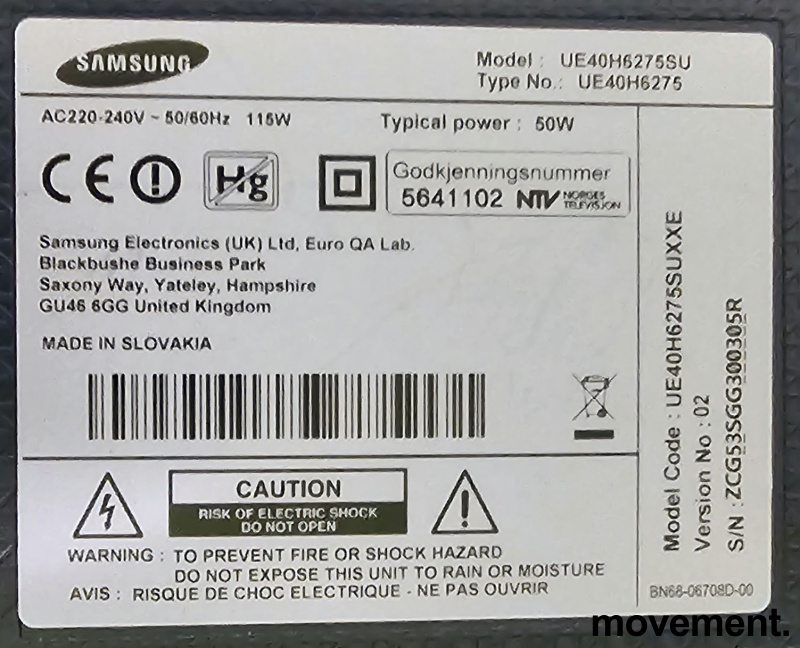 SAMSUNG
Model : UE40H6275SU
Type No.: UE40H6275
AC220-240V ~ 50/60Hz 115W
Typical power : 50W
CE
Hg
Godkjenningsnummer
5641102 NTV NORGES TELEVISJON
Samsung Electronics (UK) Ltd, Euro QA Lab.
Blackbushe Business Park
Saxony Way, Yateley, Hampshire
GU46 6GG United Kingdom
MADE IN SLOVAKIA
CAUTION
RISK OF ELECTRIC SHOCK
DO NOT OPEN
WARNING : TO PREVENT FIRE OR SHOCK HAZARD
DO NOT EXPOSE THIS UNIT TO RAIN OR MOISTURE
AVIS : RISQUE DE CHOC ELECTRIQUE - NE PAS OUVRIR
Model Code : UE40H6275SUXXE
Version No : 02
S/N : ZCG53SGG300305R
BN68-06708D-00
movement.